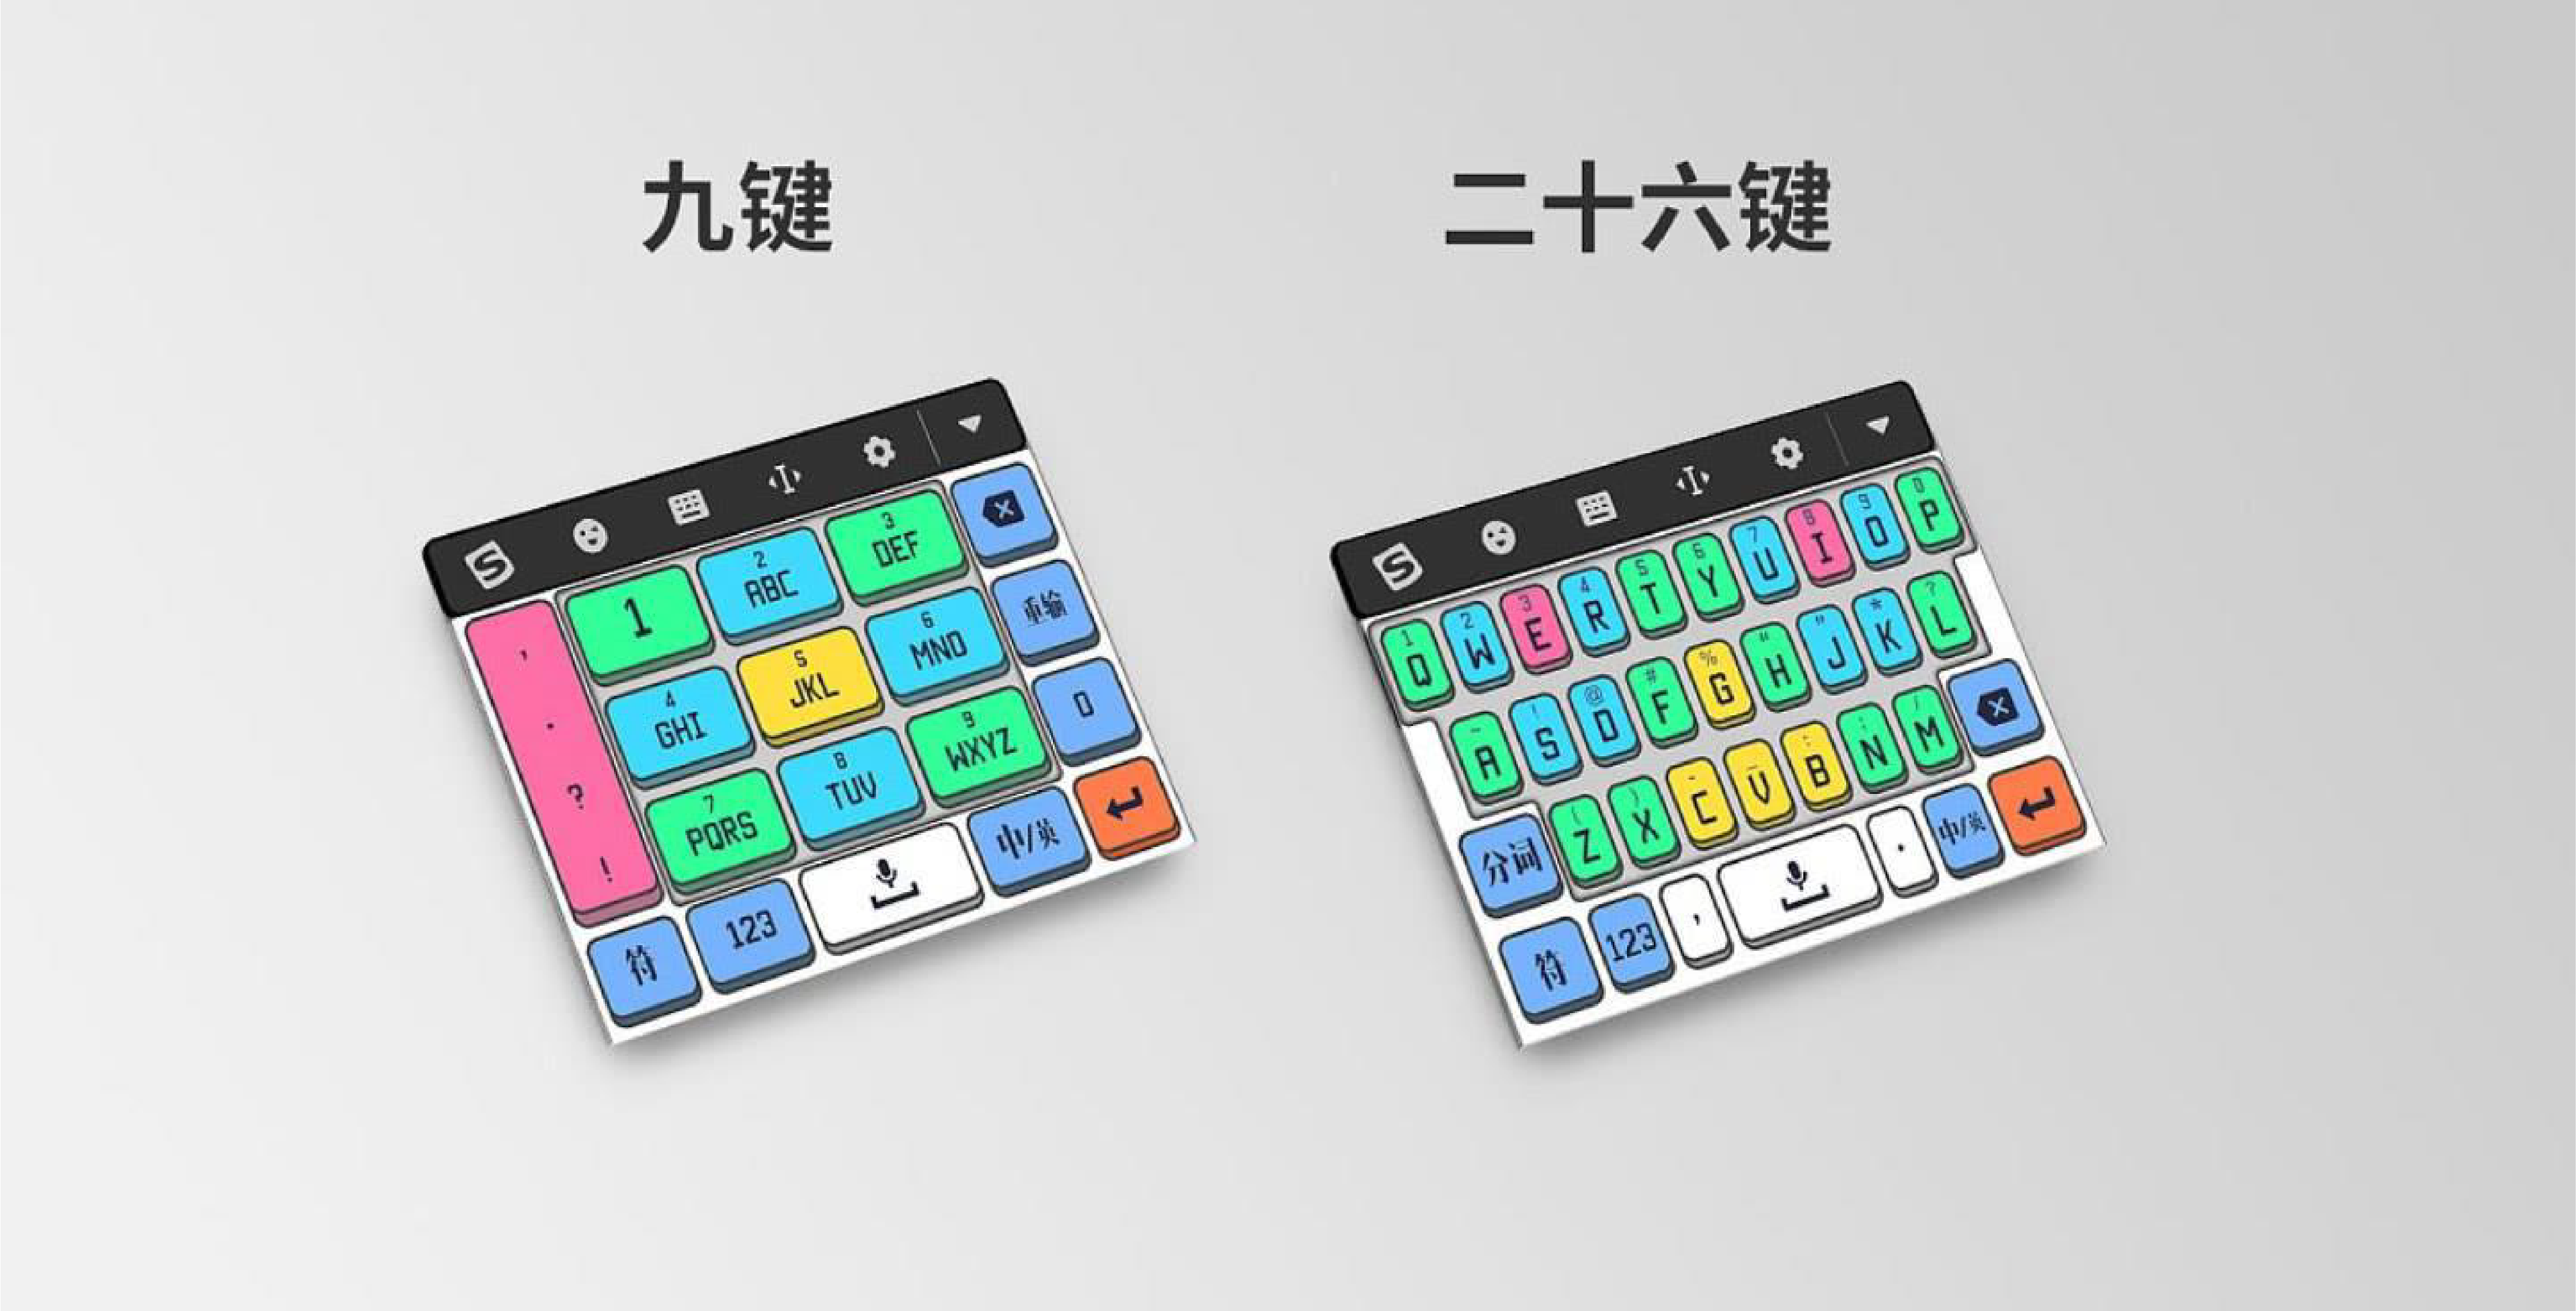 九键
二十六键
S
1
2 ABC
3 DEF
4 GHI
5 JKL
6 MNO
重输
7 PQRS
8 TUV
9 WXYZ
0
, . ? !
符 123 中/英
S
1 Q 2 W 3 E 4 R 5 T 6 Y 7 U 8 I 9 O 0 P
~ A ! S @ D # F % G “ H ” J * K ? L
分词 ( Z ) X - C _ V : B ; N / M
符 123 , . 中/英